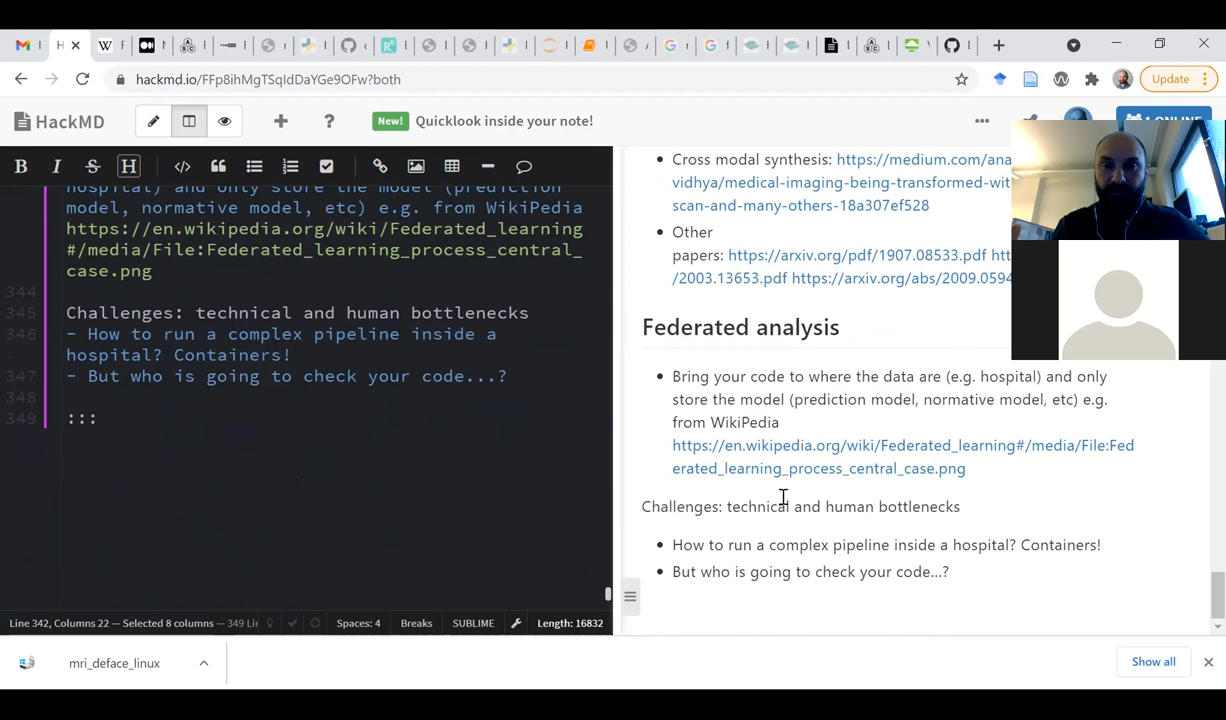 hackmd.io/FFp8ihMgTSqIdDaYGe9OFw?both
Update
HackMD
New!
Quicklook inside your note!
1 ONLINE
B I S H
hospital) and only store the model (prediction
model, normative model, etc) e.g. from WikiPedia
https://en.wikipedia.org/wiki/Federated_learning
#/media/File:Federated_learning_process_central_
case.png
344
345 Challenges: technical and human bottlenecks
346 - How to run a complex pipeline inside a
hospital? Containers!
347 - But who is going to check your code...?
348
349 :::
Line 342, Columns 22 — Selected 8 characters — 349 Li
Spaces: 4
Breaks
SUBLIME
Length: 16832
Cross modal synthesis: https://medium.com/ana
vidhya/medical-imaging-being-transformed-wit
scan-and-many-others-18a307ef528
Other
papers: https://arxiv.org/pdf/1907.08533.pdf htt
/2003.13653.pdf https://arxiv.org/abs/2009.0594
Federated analysis
Bring your code to where the data are (e.g. hospital) and only
store the model (prediction model, normative model, etc) e.g.
from WikiPedia
https://en.wikipedia.org/wiki/Federated_learning#/media/File:Fed
erated_learning_process_central_case.png
Challenges: technical and human bottlenecks
How to run a complex pipeline inside a hospital? Containers!
But who is going to check your code…?
mri_deface_linux
Show all